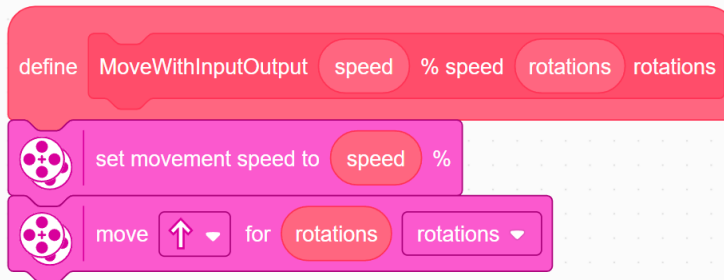 define MoveWithInputOutput speed % speed rotations rotations
set movement speed to speed %
move for rotations rotations